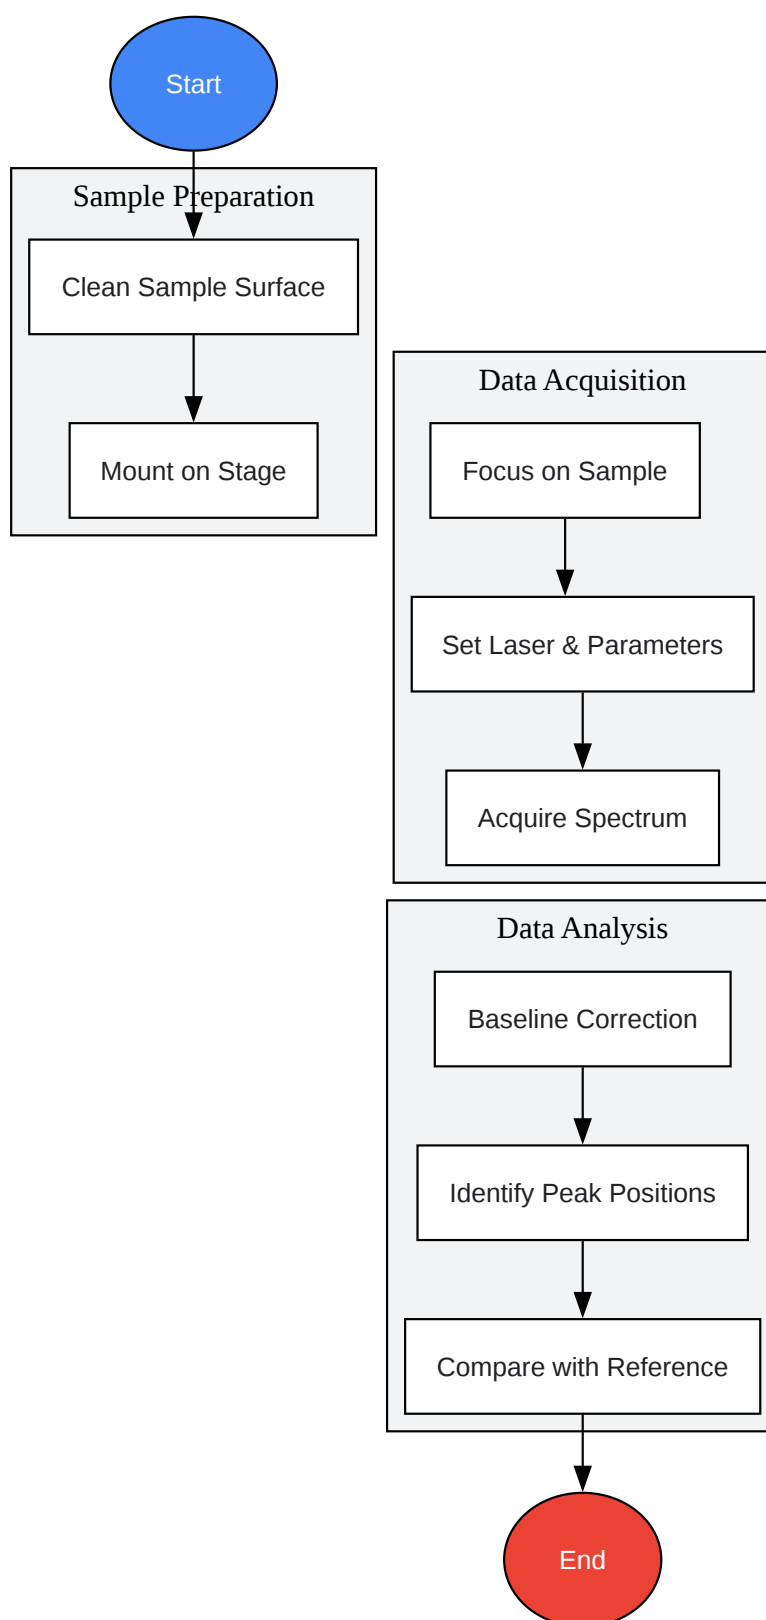 Start
Sample Preparation
Clean Sample Surface
Mount on Stage
Data Acquisition
Focus on Sample
Set Laser & Parameters
Acquire Spectrum
Data Analysis
Baseline Correction
Identify Peak Positions
Compare with Reference
End